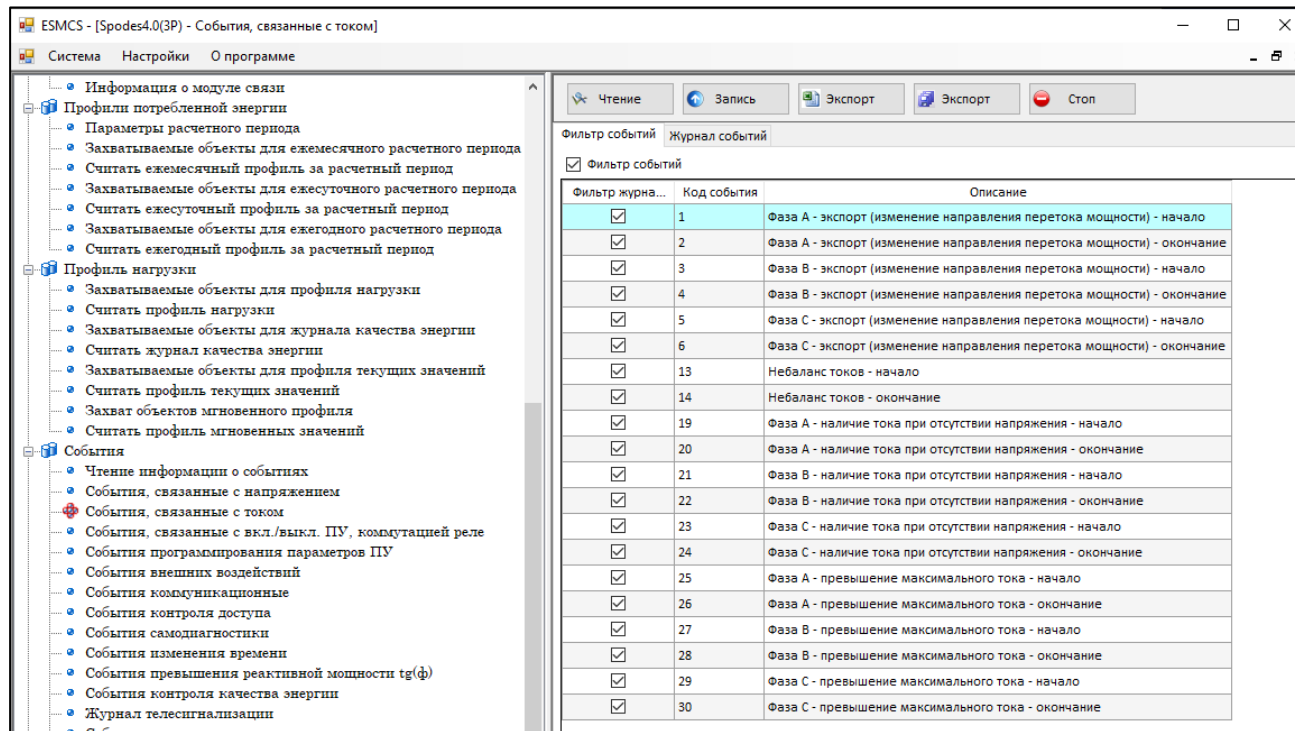 ESMCS - [Spodes4.0(3P) - События, связанные с током]
Система Настройки О программе
Информация о модуле связи
Профили потребленной энергии
Параметры расчетного периода
Захватываемые объекты для ежемесячного расчетного периода
Считать ежемесячный профиль за расчетный период
Захватываемые объекты для ежесуточного расчетного периода
Считать ежесуточный профиль за расчетный период
Захватываемые объекты для ежегодного расчетного периода
Считать ежегодный профиль за расчетный период
Профиль нагрузки
Захватываемые объекты для профиля нагрузки
Считать профиль нагрузки
Захватываемые объекты для журнала качества энергии
Считать журнал качества энергии
Захватываемые объекты для профиля текущих значений
Считать профиль текущих значений
Захват объектов мгновенного профиля
Считать профиль мгновенных значений
События
Чтение информации о событиях
События, связанные с напряжением
События, связанные с током
События, связанные с вкл./выкл. ПУ, коммутацией реле
События программирования параметров ПУ
События внешних воздействий
События коммуникационные
События контроля доступа
События самодиагностики
События изменения времени
События превышения реактивной мощности tg(ф)
События контроля качества энергии
Журнал телесигнализации
Чтение Запись Экспорт Экспорт Стоп
Фильтр событий Журнал событий
Фильтр событий
Фильтр журна... Код события Описание
1 Фаза A - экспорт (изменение направления перетока мощности) - начало
2 Фаза A - экспорт (изменение направления перетока мощности) - окончание
3 Фаза B - экспорт (изменение направления перетока мощности) - начало
4 Фаза B - экспорт (изменение направления перетока мощности) - окончание
5 Фаза C - экспорт (изменение направления перетока мощности) - начало
6 Фаза C - экспорт (изменение направления перетока мощности) - окончание
13 Небаланс токов - начало
14 Небаланс токов - окончание
19 Фаза A - наличие тока при отсутствии напряжения - начало
20 Фаза A - наличие тока при отсутствии напряжения - окончание
21 Фаза B - наличие тока при отсутствии напряжения - начало
22 Фаза B - наличие тока при отсутствии напряжения - окончание
23 Фаза C - наличие тока при отсутствии напряжения - начало
24 Фаза C - наличие тока при отсутствии напряжения - окончание
25 Фаза A - превышение максимального тока - начало
26 Фаза A - превышение максимального тока - окончание
27 Фаза B - превышение максимального тока - начало
28 Фаза B - превышение максимального тока - окончание
29 Фаза C - превышение максимального тока - начало
30 Фаза C - превышение максимального тока - окончание